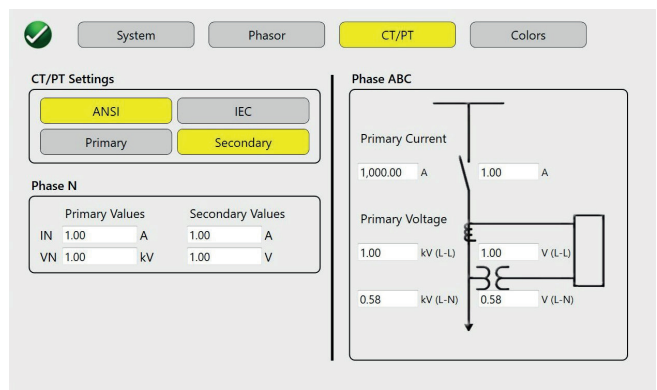 System Phasor CT/PT Colors
CT/PT Settings
ANSI IEC
Primary Secondary
Phase N
Primary Values Secondary Values
IN 1.00 A 1.00 A
VN 1.00 kV 1.00 V
Phase ABC
Primary Current
1,000.00 A 1.00 A
Primary Voltage
1.00 kV (L-L) 1.00 V (L-L)
0.58 kV (L-N) 0.58 V (L-N)